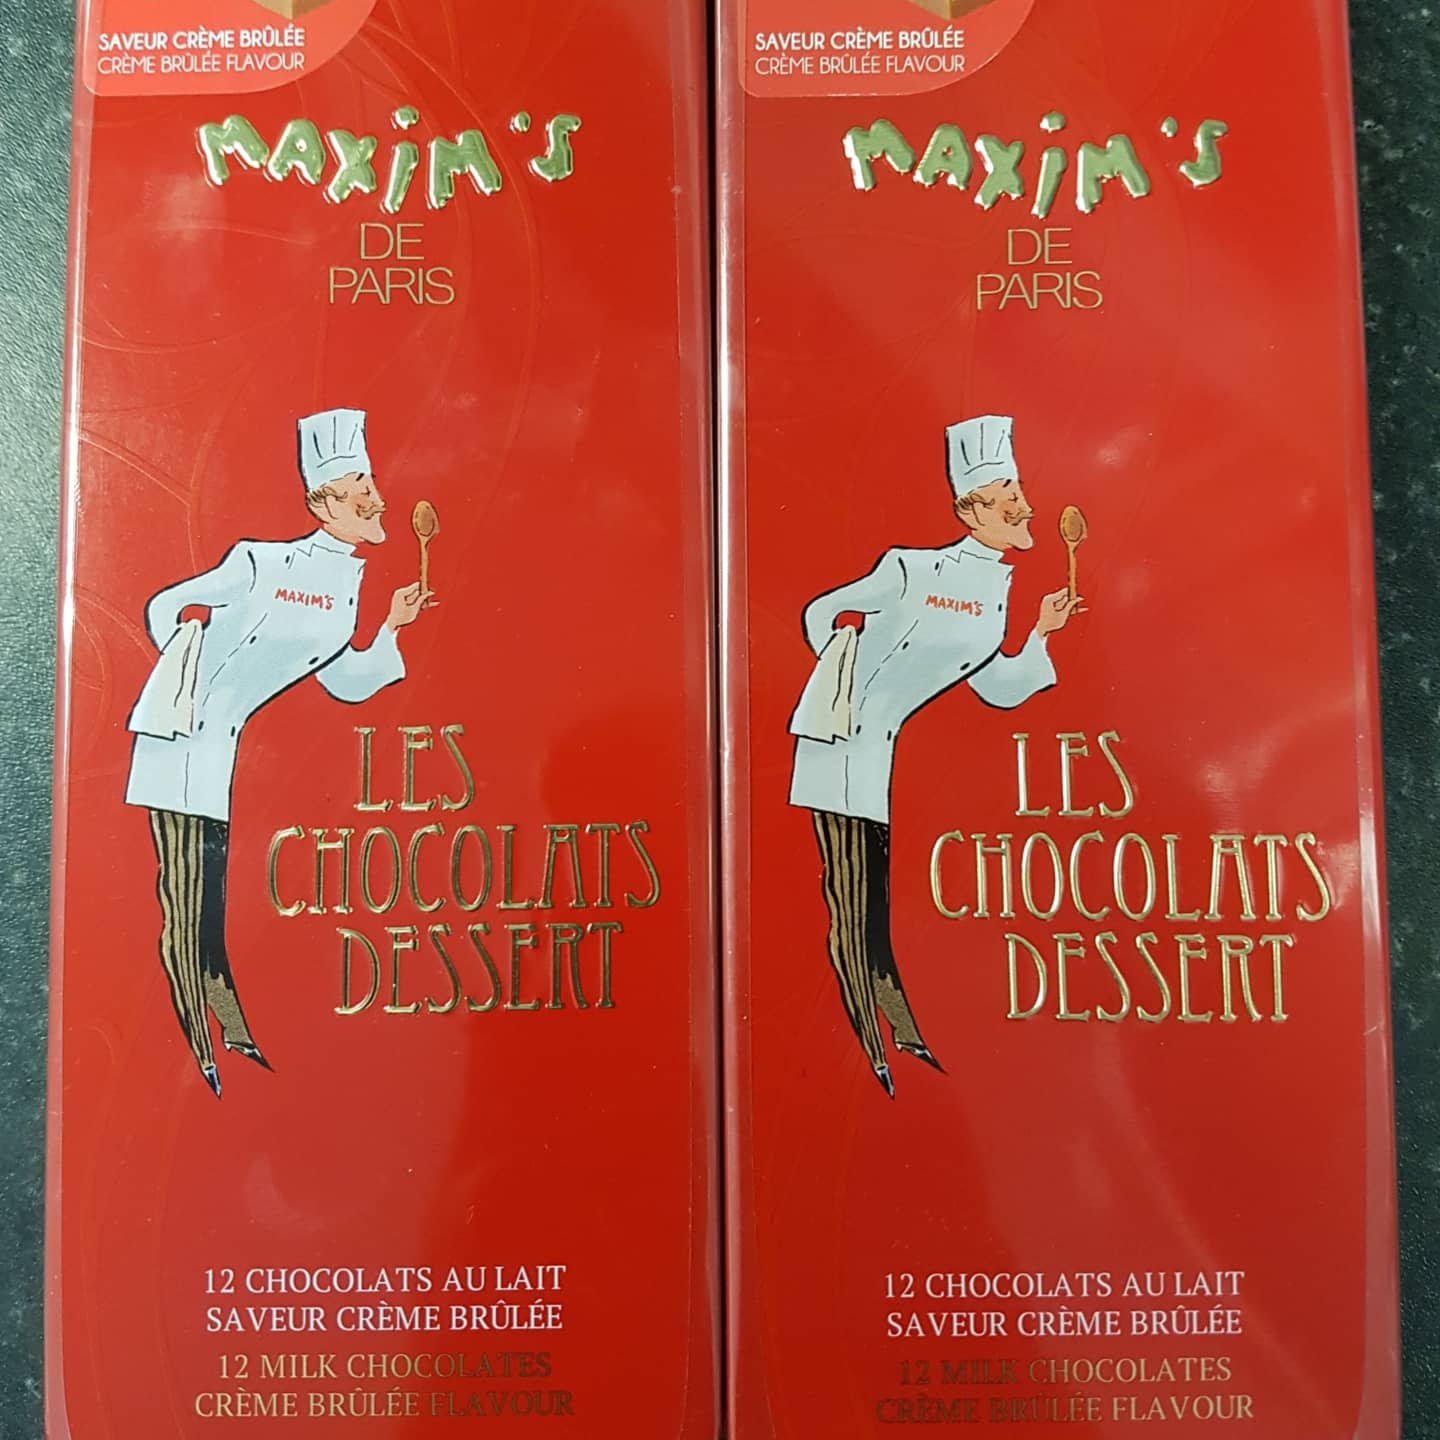 SAVEUR CRÈME BRÛLÉE
CRÈME BRÛLÉE FLAVOUR
MAXIM'S
DE
PARIS
MAXIM'S
LES
CHOCOLATS
DESSERT
12 CHOCOLATS AU LAIT
SAVEUR CRÈME BRÛLÉE
12 MILK CHOCOLATES
CRÈME BRÛLÉE FLAVOUR
SAVEUR CRÈME BRÛLÉE
CRÈME BRÛLÉE FLAVOUR
MAXIM'S
DE
PARIS
MAXIM'S
LES
CHOCOLATS
DESSERT
12 CHOCOLATS AU LAIT
SAVEUR CRÈME BRÛLÉE
12 MILK CHOCOLATES
CRÈME BRÛLÉE FLAVOUR